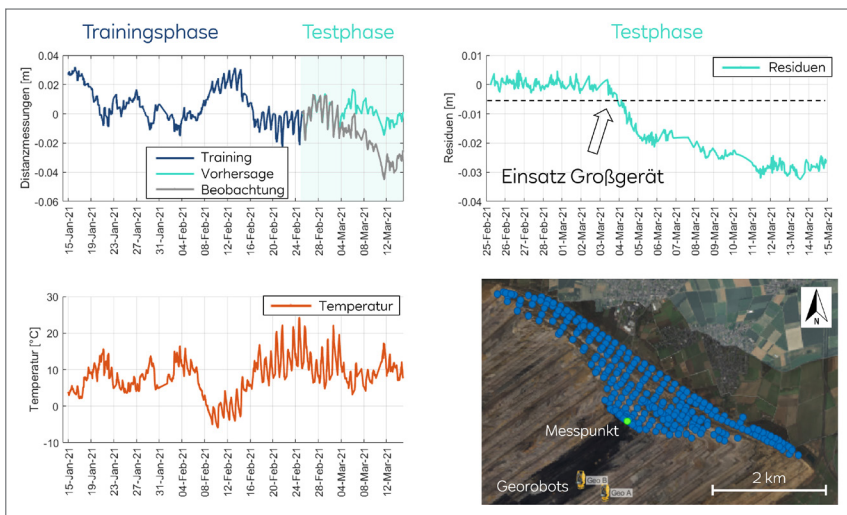 Trainingsphase
Testphase
Distanzmessungen [m]
0.04
0.02
0
-0.02
-0.04
-0.06
Training
Vorhersage
Beobachtung
15-Jan-21
19-Jan-21
23-Jan-21
27-Jan-21
31-Jan-21
04-Feb-21
08-Feb-21
12-Feb-21
16-Feb-21
20-Feb-21
24-Feb-21
28-Feb-21
04-Mar-21
08-Mar-21
12-Mar-21
Testphase
Residuen [m]
0.01
0
-0.01
-0.02
-0.03
-0.04
Residuen
Einsatz Großgerät
25-Feb-21
26-Feb-21
27-Feb-21
28-Feb-21
01-Mar-21
03-Mar-21
04-Mar-21
05-Mar-21
06-Mar-21
07-Mar-21
09-Mar-21
10-Mar-21
11-Mar-21
12-Mar-21
13-Mar-21
15-Mar-21
Temperatur [°C]
30
20
10
0
-10
Temperatur
15-Jan-21
19-Jan-21
23-Jan-21
27-Jan-21
31-Jan-21
04-Feb-21
08-Feb-21
12-Feb-21
16-Feb-21
20-Feb-21
24-Feb-21
28-Feb-21
04-Mar-21
08-Mar-21
12-Mar-21
N
Messpunkt
Georobots
Geo B
Geo A
2 km